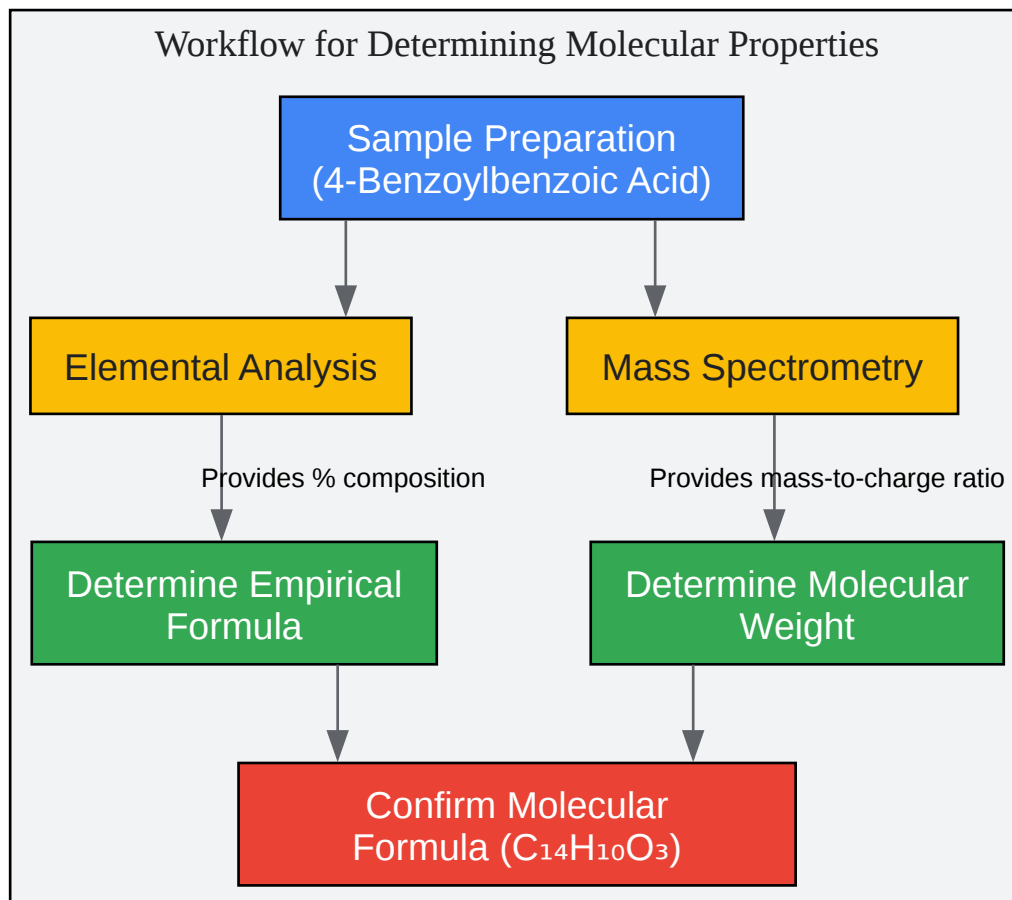 Workflow for Determining Molecular Properties
Sample Preparation
(4-Benzoylbenzoic Acid)
Elemental Analysis
Mass Spectrometry
Provides % composition
Provides mass-to-charge ratio
Determine Empirical
Formula
Determine Molecular
Weight
Confirm Molecular
Formula (C₁₄H₁₀O₃)